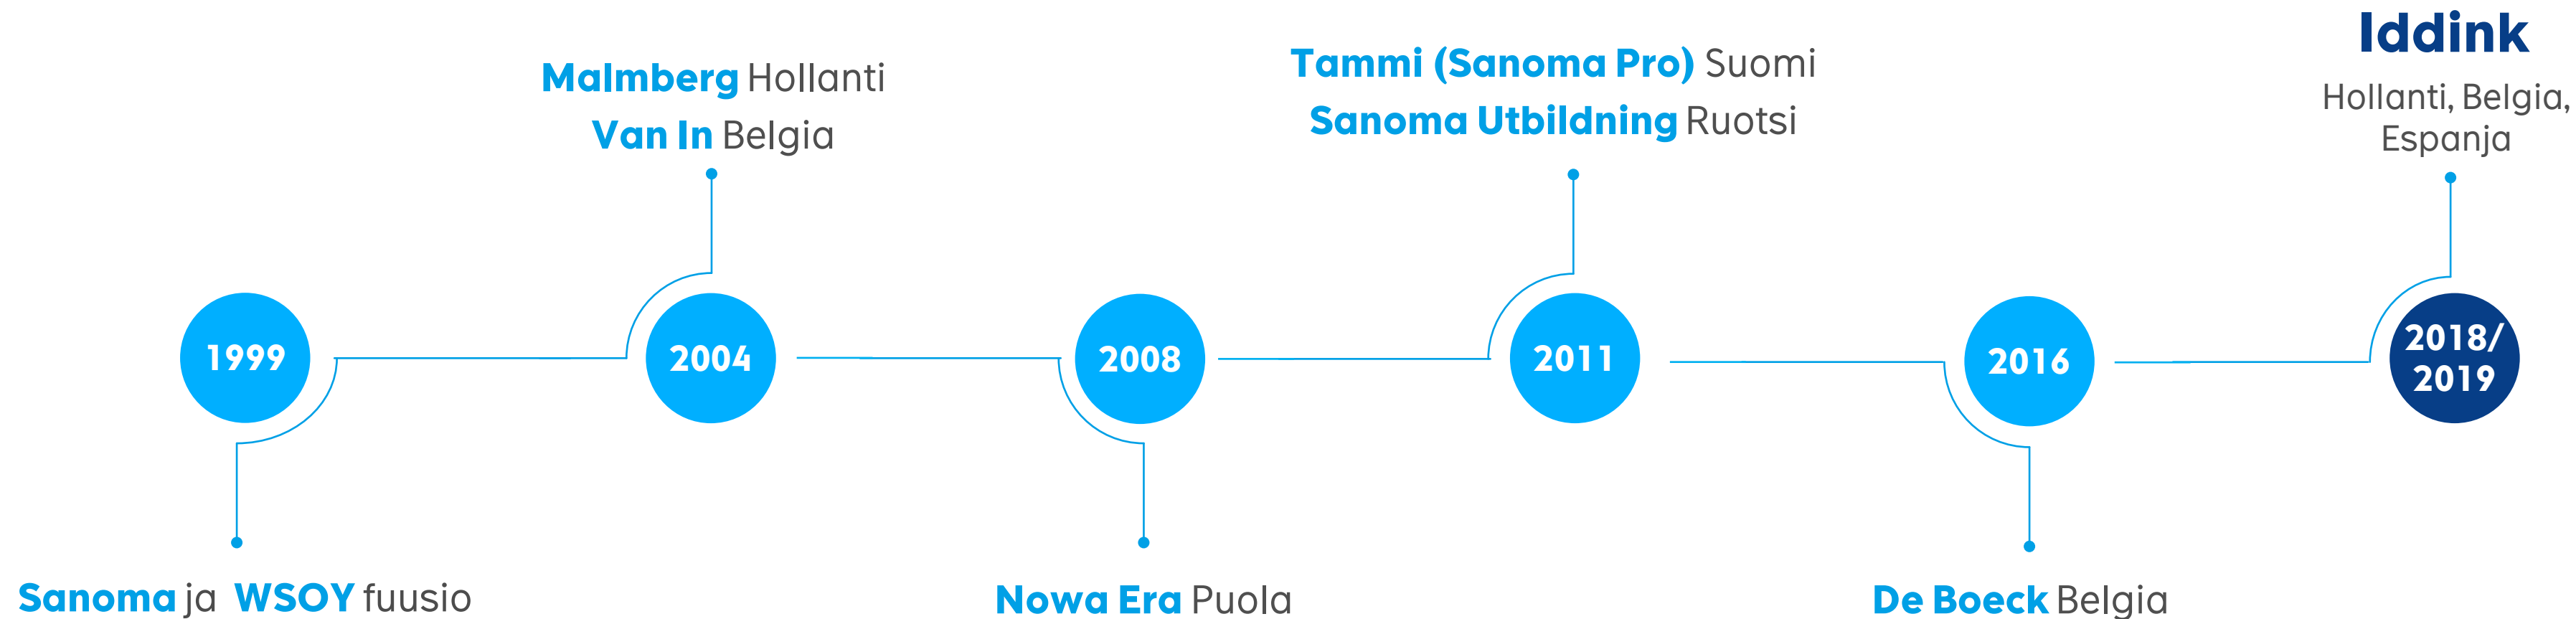 1999
Sanoma ja WSOY fuusio
Malmberg Hollanti
Van In Belgia
2004
2008
Nowa Era Puola
Tammi (Sanoma Pro) Suomi
Sanoma Utbildning Ruotsi
2011
2016
De Boeck Belgia
Iddink
Hollanti, Belgia,
Espanja
2018/
2019